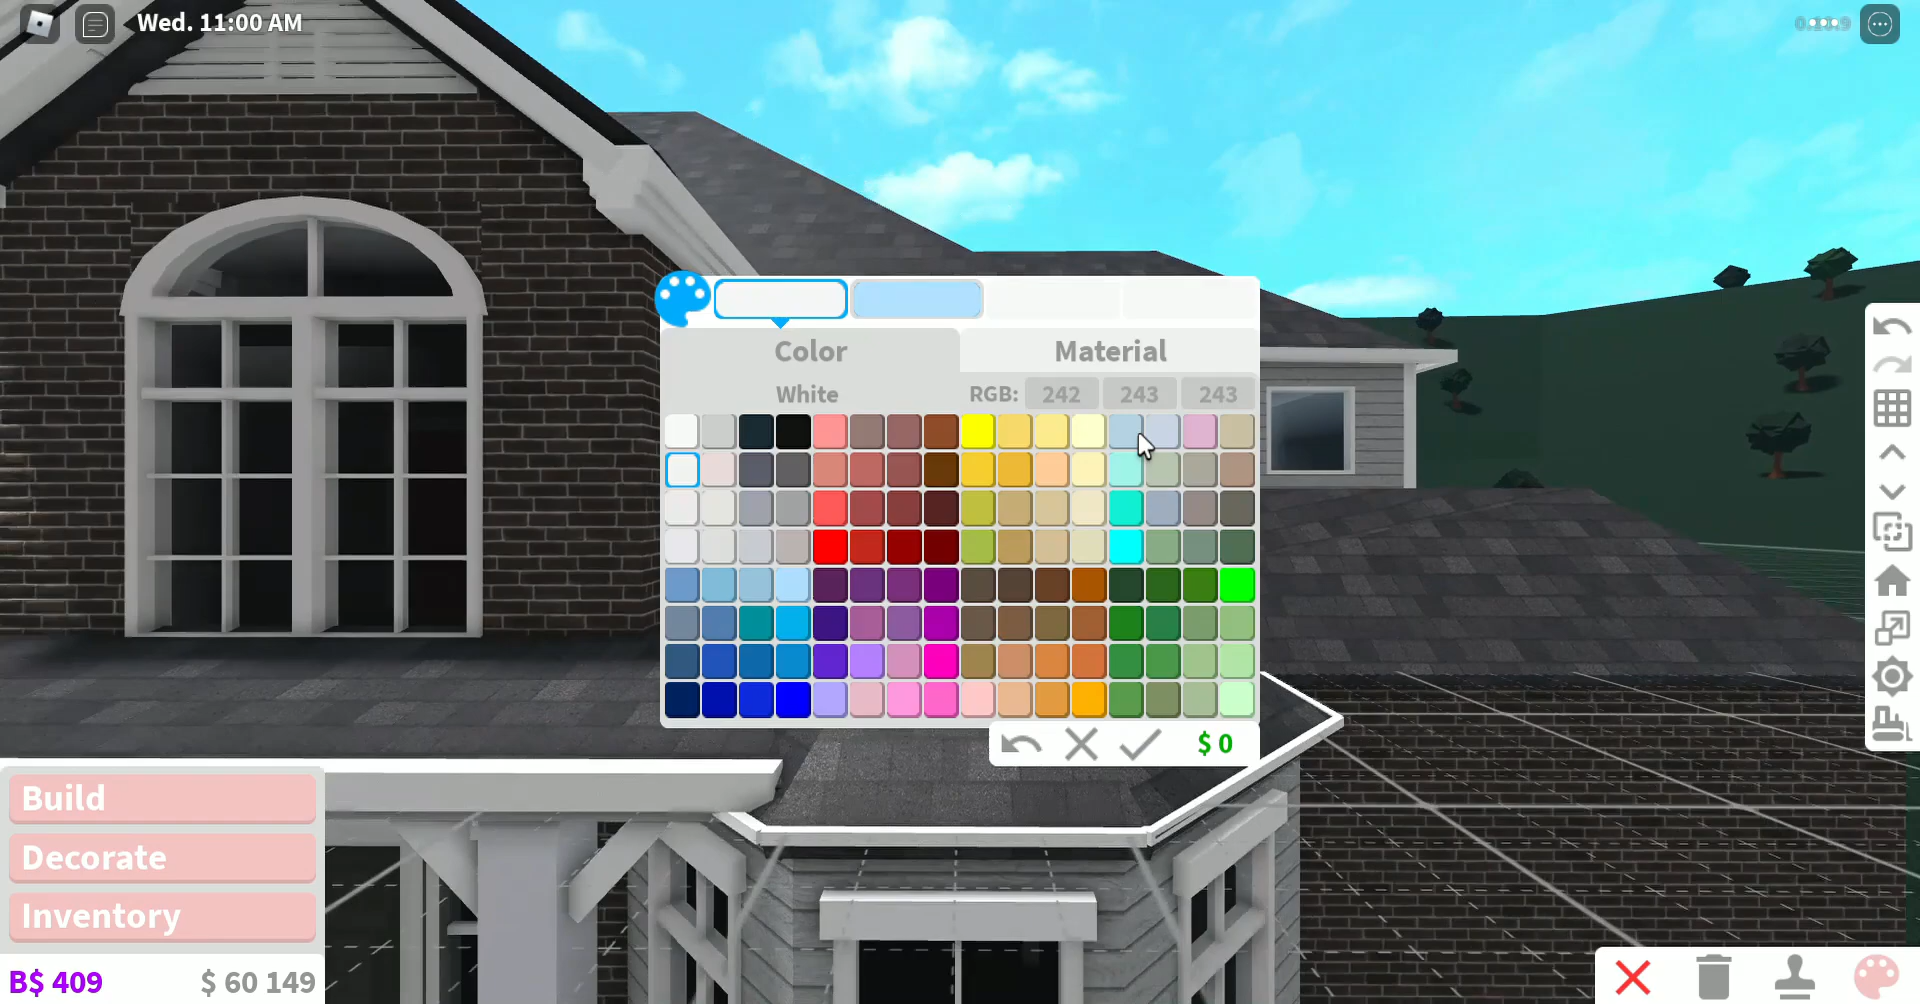 Wed. 11:00 AM
Color
Material
White
RGB: 242 243 243
$ 0
Build
Decorate
Inventory
B$ 409
$ 60 149